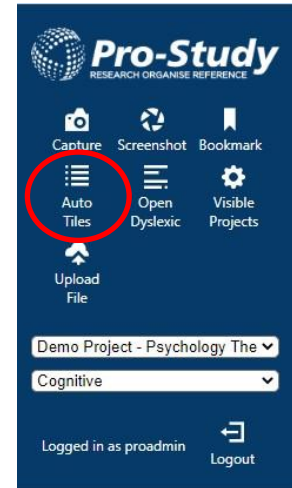 Pro-Study
RESEARCH ORGANISE REFERENCE
Capture Screenshot Bookmark
Auto Tiles Open Dyslexic Visible Projects
Upload File
Demo Project - Psychology The
Cognitive
Logged in as proadmin Logout